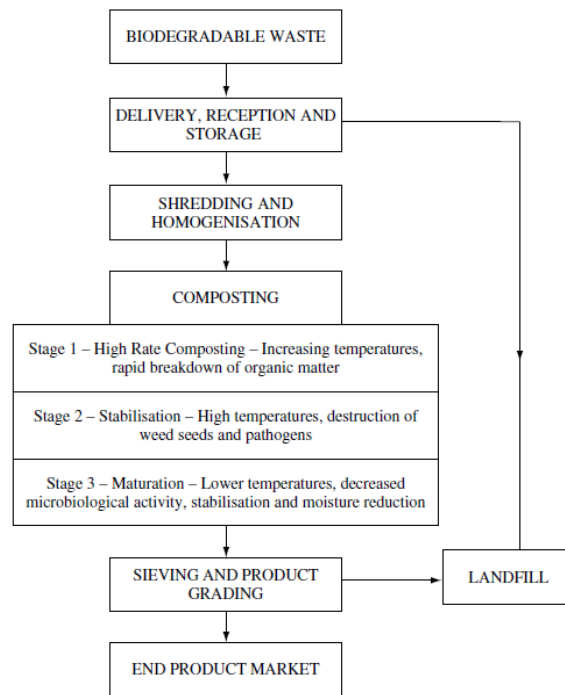 BIODEGRADABLE WASTE
DELIVERY, RECEPTION AND
STORAGE
SHREDDING AND
HOMOGENISATION
COMPOSTING
Stage 1 – High Rate Composting – Increasing temperatures,
rapid breakdown of organic matter
Stage 2 – Stabilisation – High temperatures, destruction of
weed seeds and pathogens
Stage 3 – Maturation – Lower temperatures, decreased
microbiological activity, stabilisation and moisture reduction
SIEVING AND PRODUCT
GRADING
LANDFILL
END PRODUCT MARKET